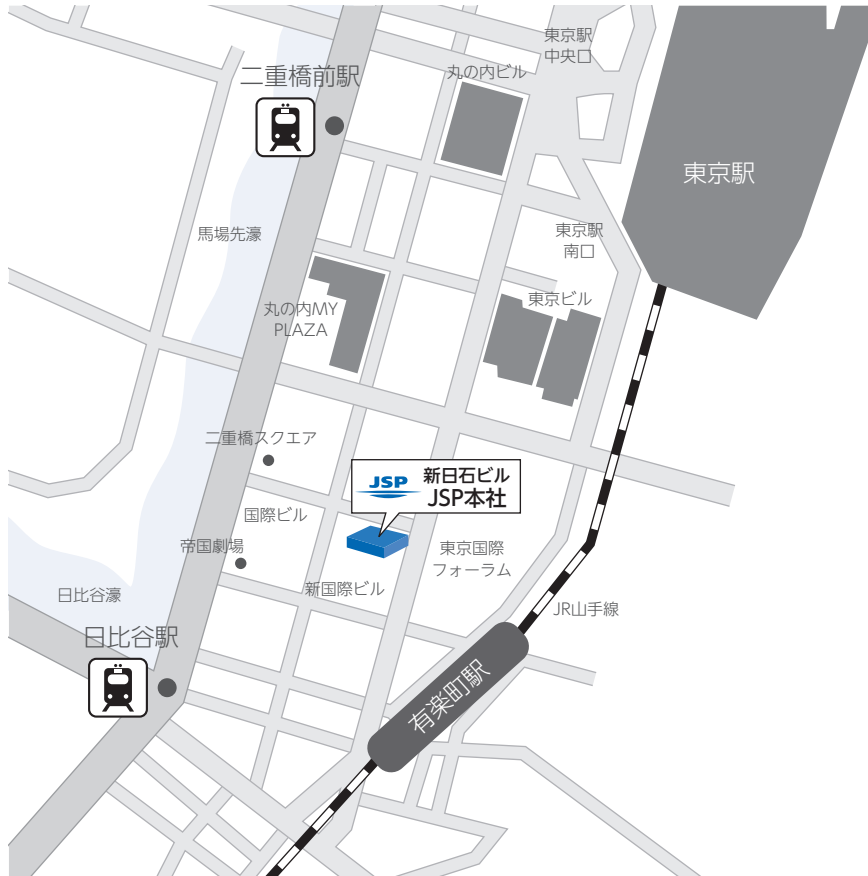 東京駅
中央口
丸の内ビル
二重橋前駅
東京駅
馬場先濠
東京駅
南口
丸の内MY
PLAZA
東京ビル
二重橋スクエア
JSP
新日石ビル
JSP本社
国際ビル
帝国劇場
東京国際
フォーラム
新国際ビル
日比谷濠
JR山手線
日比谷駅
有楽町駅